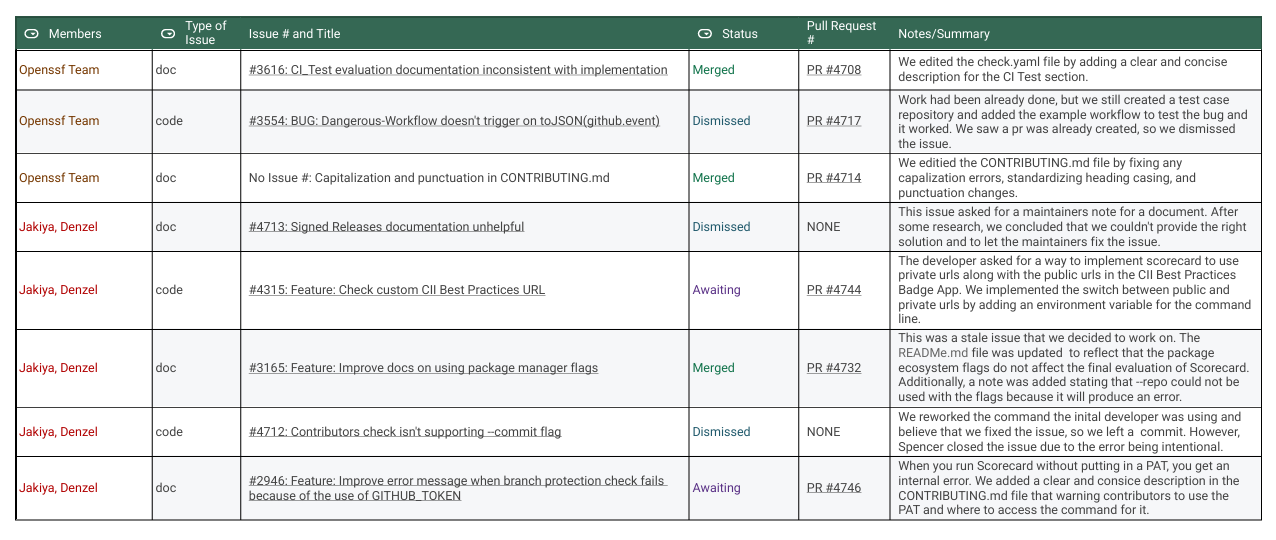 Members
Type of
Issue
Issue # and Title
Status
Pull Request
#
Notes/Summary
Openssf Team
doc
#3616: CI_Test evaluation documentation inconsistent with implementation
Merged
PR #4708
We edited the check.yaml file by adding a clear and concise
description for the CI Test section.
Openssf Team
code
#3554: BUG: Dangerous-Workflow doesn't trigger on toJSON(github.event)
Dismissed
PR #4717
Work had been already done, but we still created a test case
repository and added the example workflow to test the bug and
it worked. We saw a pr was already created, so we dismissed
the issue.
Openssf Team
doc
No Issue #: Capitalization and punctuation in CONTRIBUTING.md
Merged
PR #4714
We editied the CONTRIBUTING.md file by fixing any
capalization errors, standardizing heading casing, and
punctuation changes.
Jakiya, Denzel
doc
#4713: Signed Releases documentation unhelpful
Dismissed
NONE
This issue asked for a maintainers note for a document. After
some research, we concluded that we couldn't provide the right
solution and to let the maintainers fix the issue.
Jakiya, Denzel
code
#4315: Feature: Check custom CII Best Practices URL
Awaiting
PR #4744
The developer asked for a way to implement scorecard to use
private urls along with the public urls in the CII Best Practices
Badge App. We implemented the switch between public and
private urls by adding an environment variable for the command
line.
Jakiya, Denzel
doc
#3165: Feature: Improve docs on using package manager flags
Merged
PR #4732
This was a stale issue that we decided to work on. The
READMe.md file was updated  to reflect that the package
ecosystem flags do not affect the final evaluation of Scorecard.
Additionally, a note was added stating that --repo could not be
used with the flags because it will produce an error.
Jakiya, Denzel
code
#4712: Contributors check isn't supporting --commit flag
Dismissed
NONE
We reworked the command the inital developer was using and
believe that we fixed the issue, so we left a  commit. However,
Spencer closed the issue due to the error being intentional.
Jakiya, Denzel
doc
#2946: Feature: Improve error message when branch protection check fails
because of the use of GITHUB_TOKEN
Awaiting
PR #4746
When you run Scorecard without putting in a PAT, you get an
internal error. We added a clear and consice description in the
CONTRIBUTING.md file that warning contributors to use the
PAT and where to access the command for it.